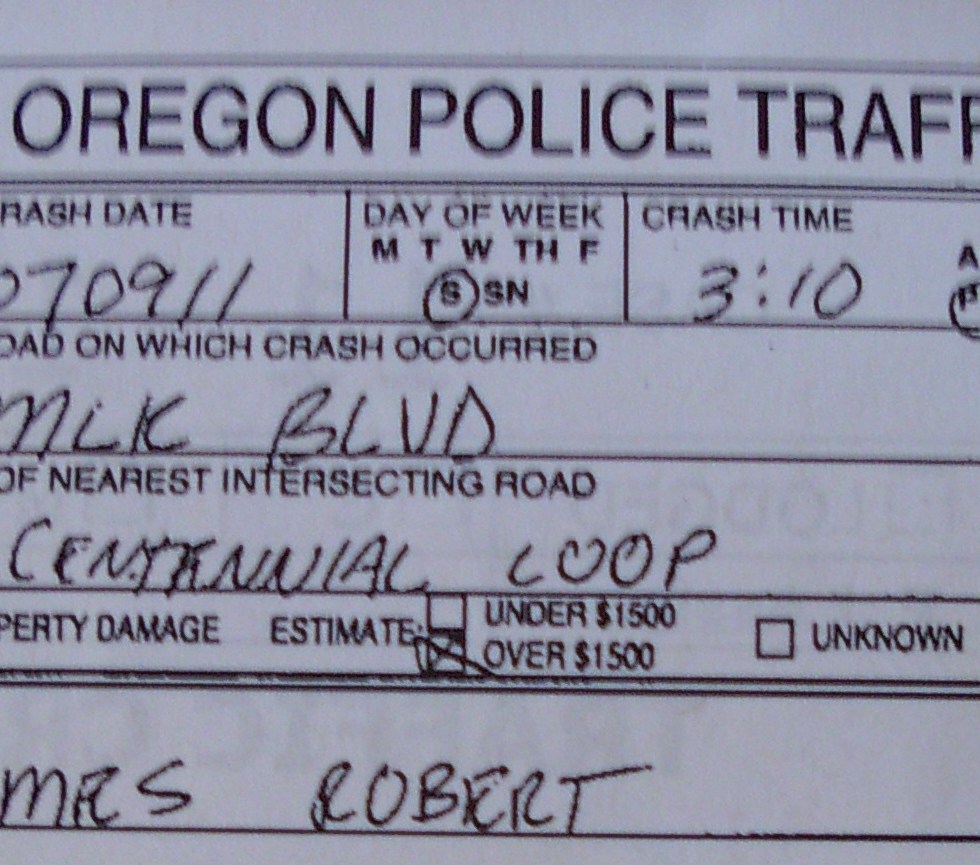 OREGON POLICE TRAFF
RASH DATE DAY OF WEEK CRASH TIME
M T W TH F A
070911 S SN 3:10 P
OAD ON WHICH CRASH OCCURRED
MLK BLVD
OF NEAREST INTERSECTING ROAD
CENTENNIAL LOOP
PERTY DAMAGE ESTIMATE: UNDER $1500 UNKNOWN
OVER $1500
ROBERT